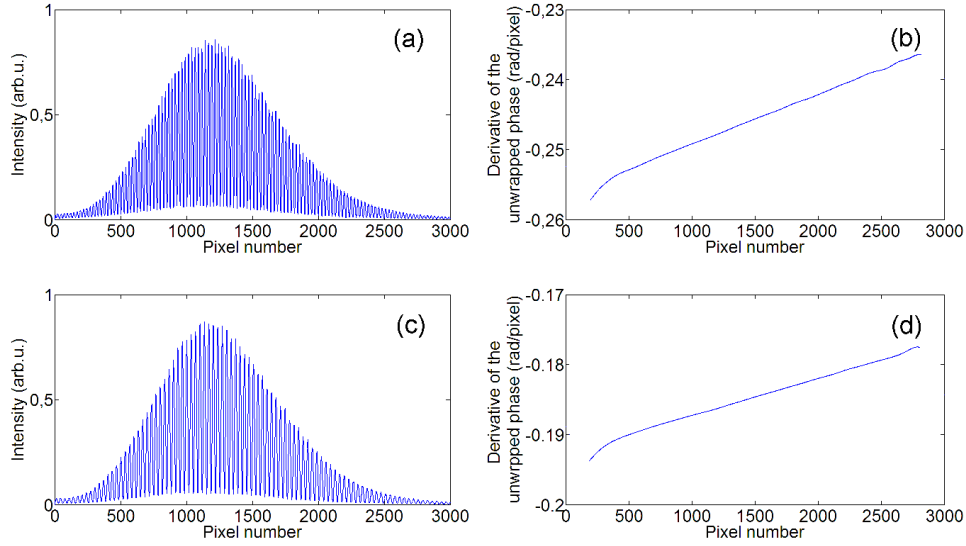 (a)
Intensity (arb.u.)
1
0,5
0
0 500 1000 1500 2000 2500 3000
Pixel number
(b)
Derivative of the
unwrapped phase (rad/pixel)
-0,23
-0,24
-0,25
-0,26
0 500 1000 1500 2000 2500 3000
Pixel number
(c)
Intensity (arb.u.)
1
0,5
0
0 500 1000 1500 2000 2500 3000
Pixel number
(d)
Derivative of the
unwrpped phase (rad/pixel)
-0.17
-0.18
-0.19
-0.2
0 500 1000 1500 2000 2500 3000
Pixel number